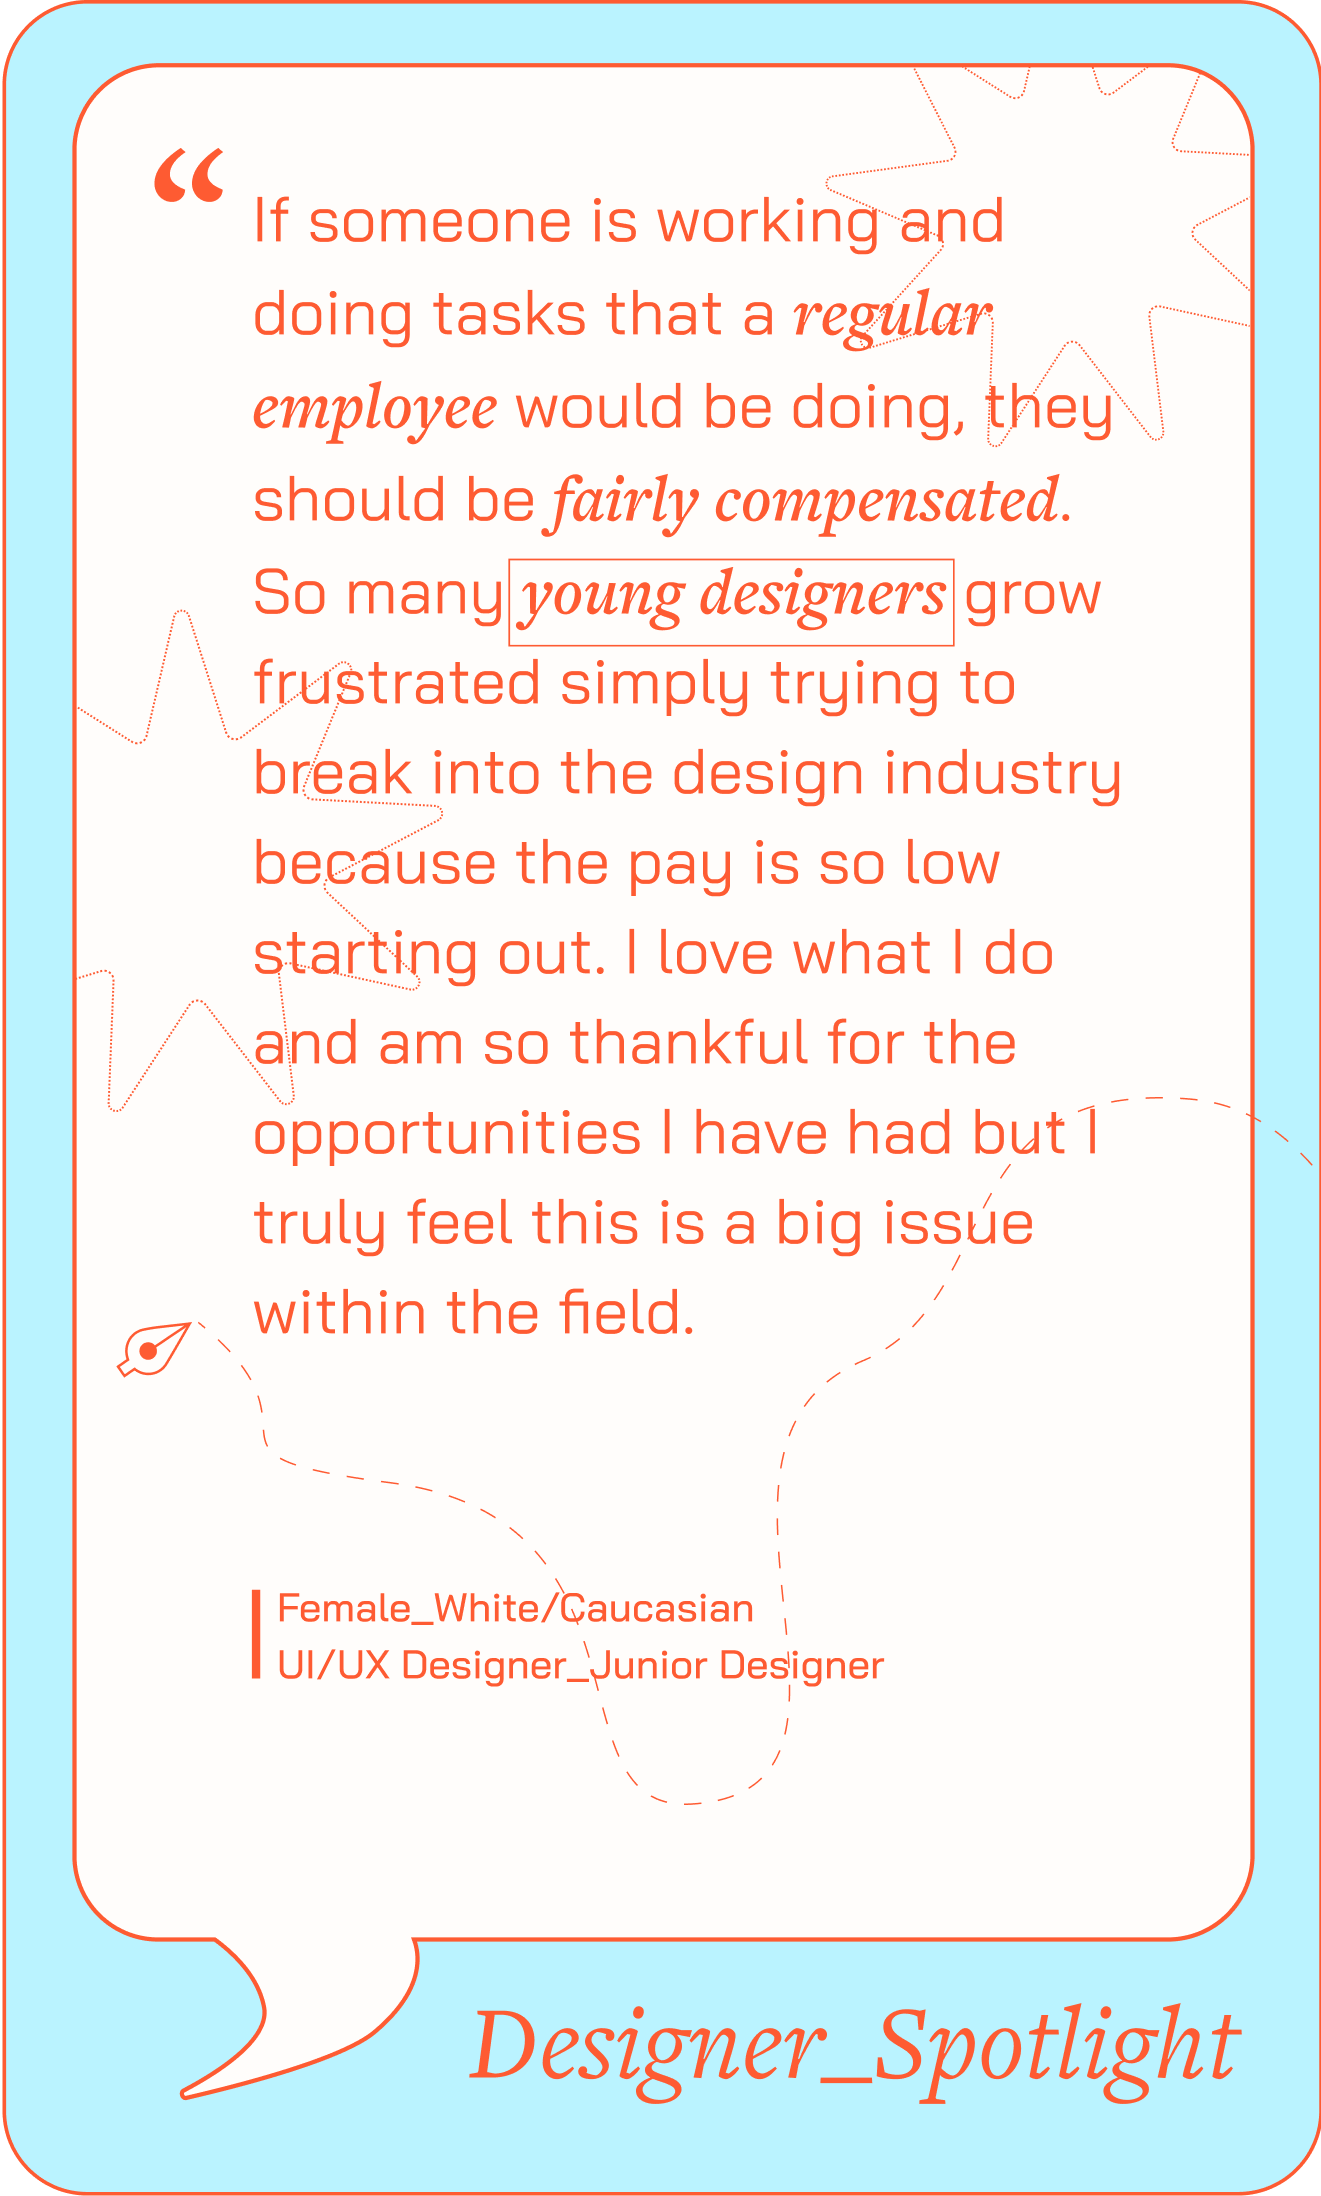 “ If someone is working and
doing tasks that a regular
employee would be doing, they
should be fairly compensated.
So many young designers grow
frustrated simply trying to
break into the design industry
because the pay is so low
starting out. I love what I do
and am so thankful for the
opportunities I have had but I
truly feel this is a big issue
within the field.
Female_White/Caucasian
UI/UX Designer_Junior Designer
Designer_Spotlight